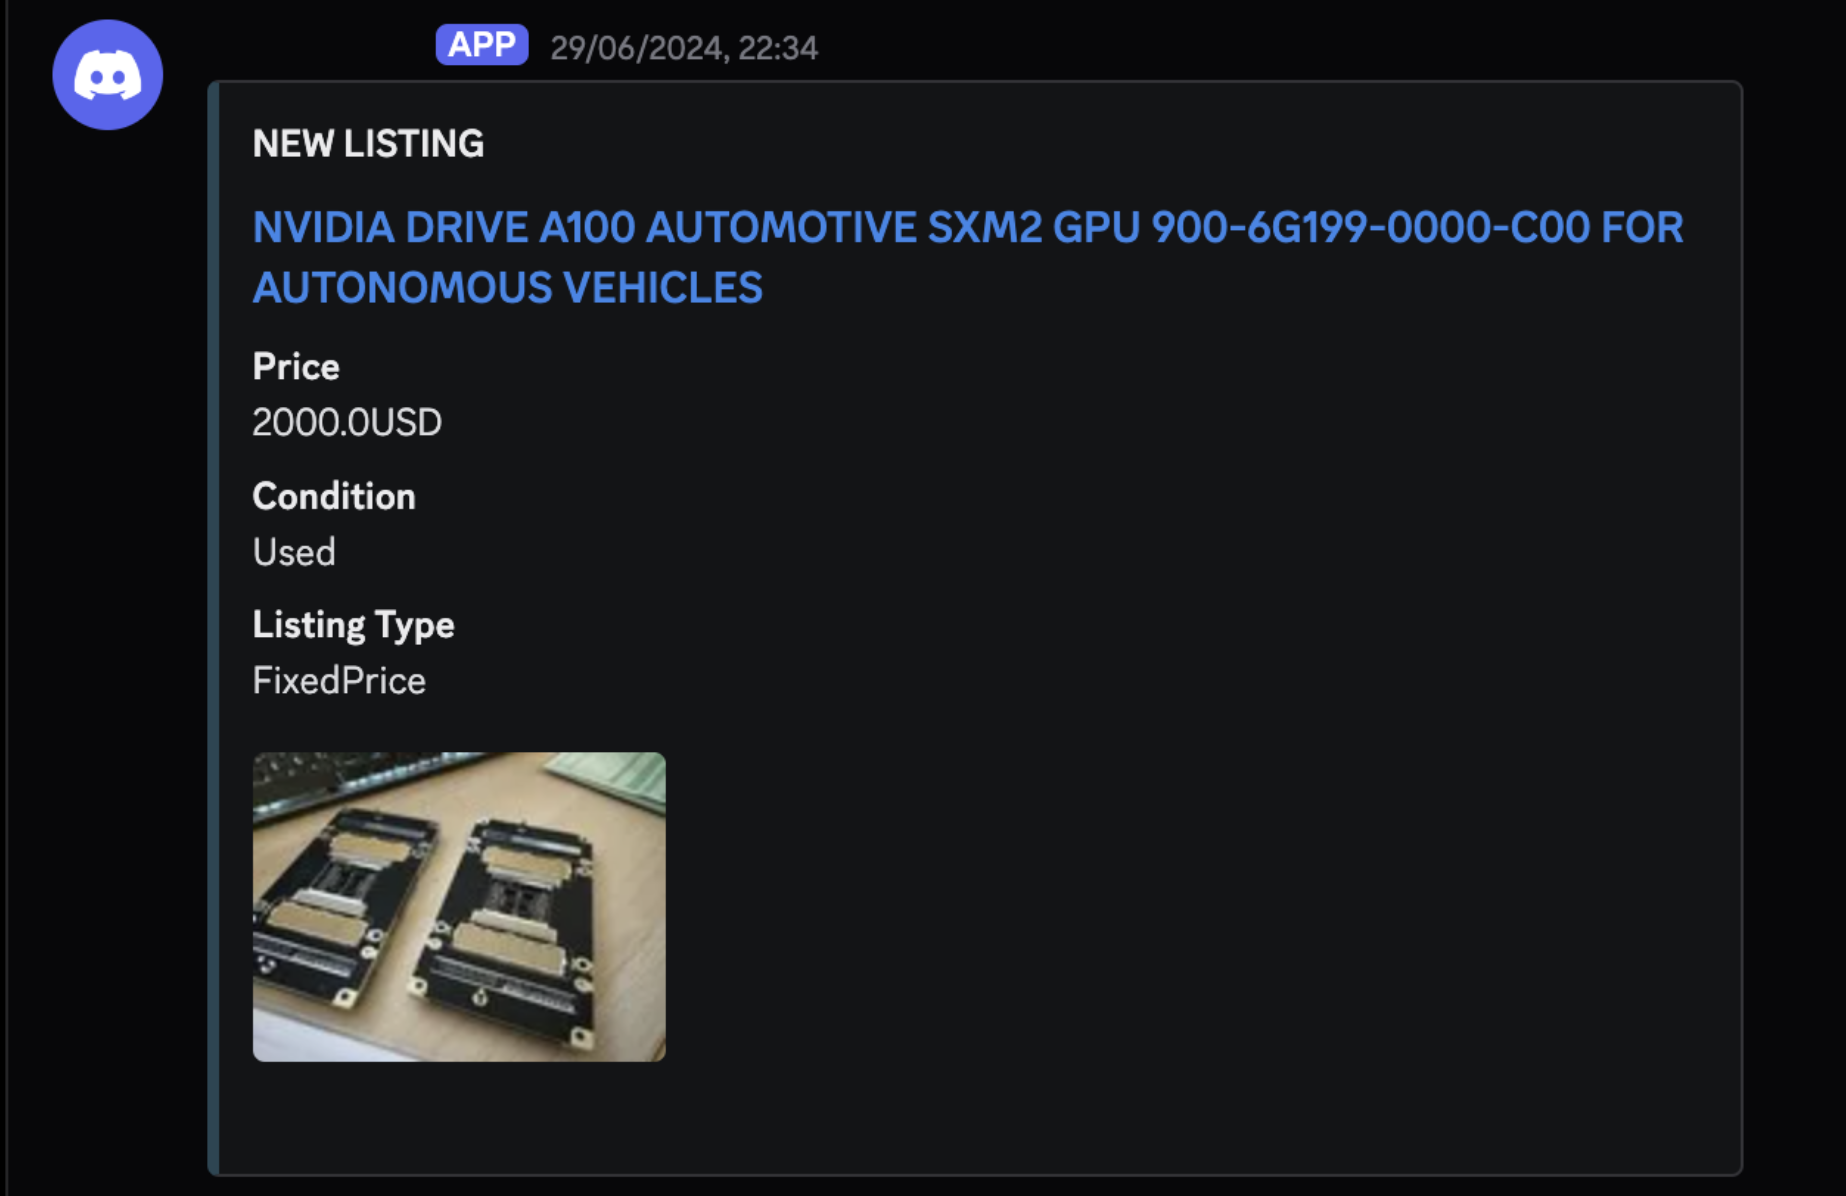 APP 29/06/2024, 22:34
NEW LISTING
NVIDIA DRIVE A100 AUTOMOTIVE SXM2 GPU 900-6G199-0000-C00 FOR
AUTONOMOUS VEHICLES
Price
2000.0USD
Condition
Used
Listing Type
FixedPrice